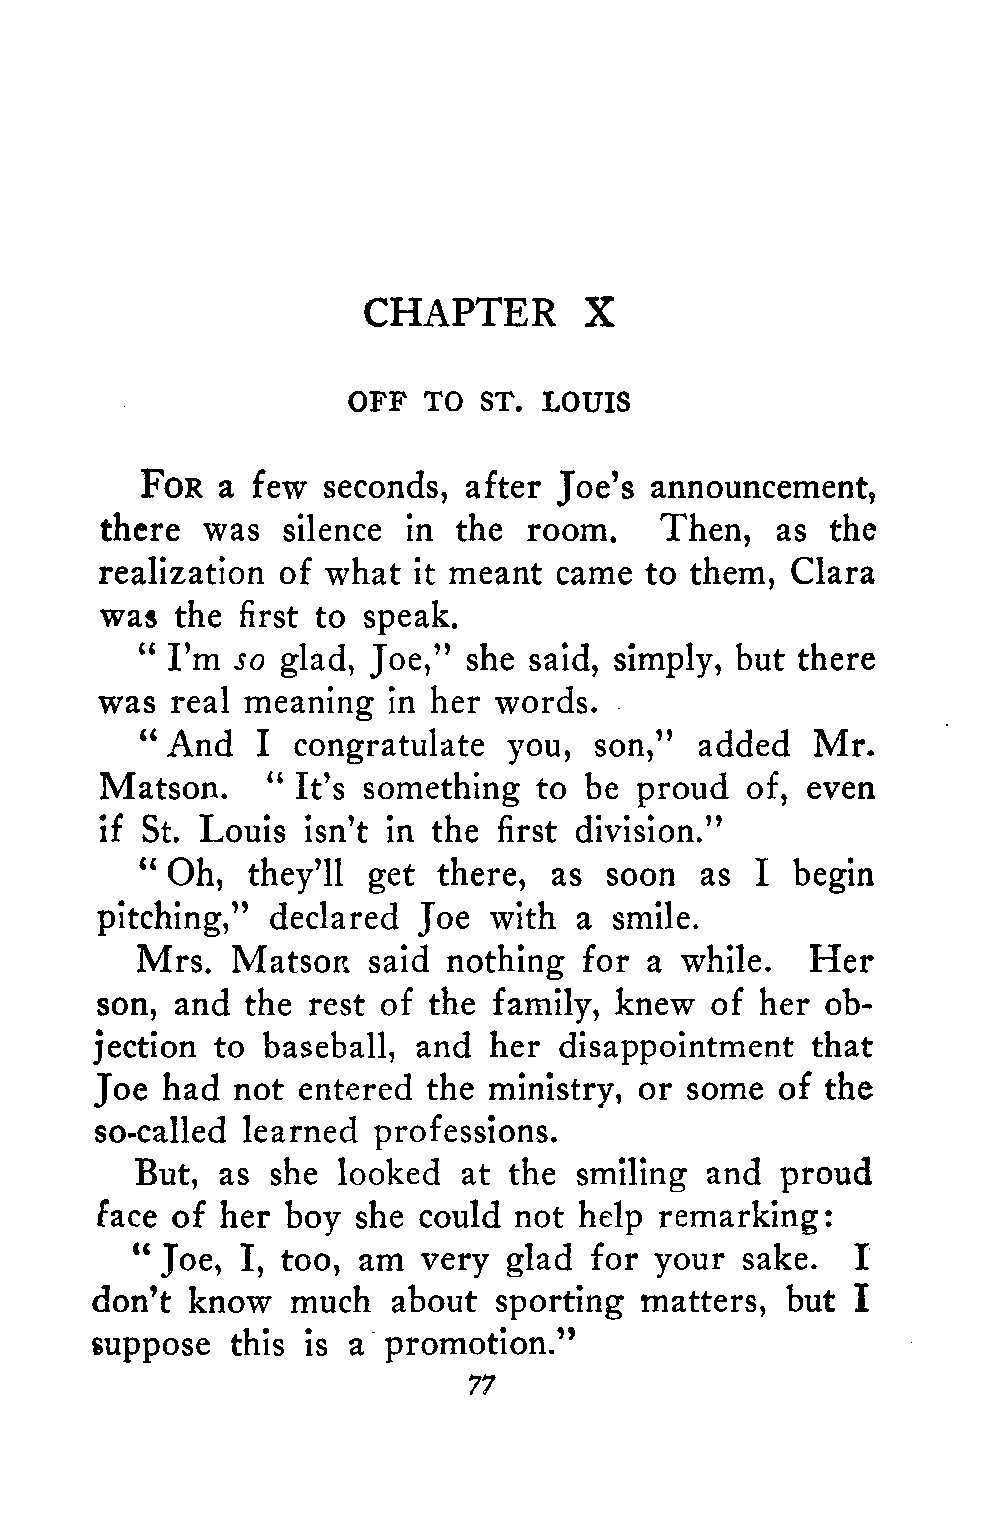 CHAPTER X
OFF TO ST. LOUIS
FOR a few seconds, after Joe's announcement,
there was silence in the room. Then, as the
realization of what it meant came to them, Clara
was the first to speak.
"I'm so glad, Joe," she said, simply, but there
was real meaning in her words.
"And I congratulate you, son," added Mr.
Matson. "It's something to be proud of, even
if St. Louis isn't in the first division."
"Oh, they'll get there, as soon as I begin
pitching," declared Joe with a smile.
Mrs. Matson said nothing for a while. Her
son, and the rest of the family, knew of her ob-
jection to baseball, and her disappointment that
Joe had not entered the ministry, or some of the
so-called learned professions.
But, as she looked at the smiling and proud
face of her boy she could not help remarking:
"Joe, I, too, am very glad for your sake. I
don't know much about sporting matters, but I
suppose this is a promotion."
77